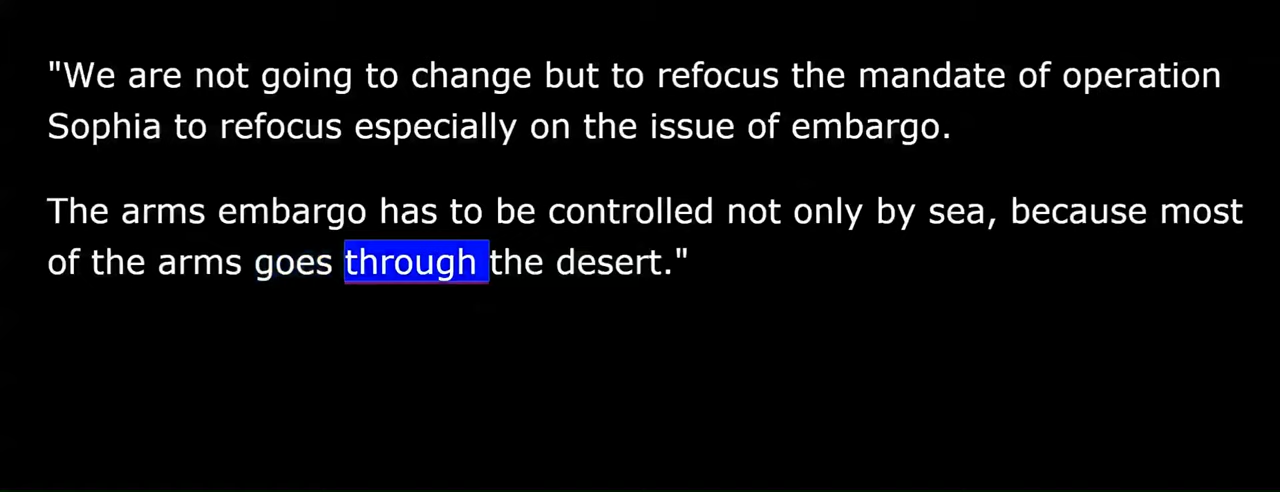 "We are not going to change but to refocus the mandate of operation
Sophia to refocus especially on the issue of embargo.
The arms embargo has to be controlled not only by sea, because most
of the arms goes through the desert."